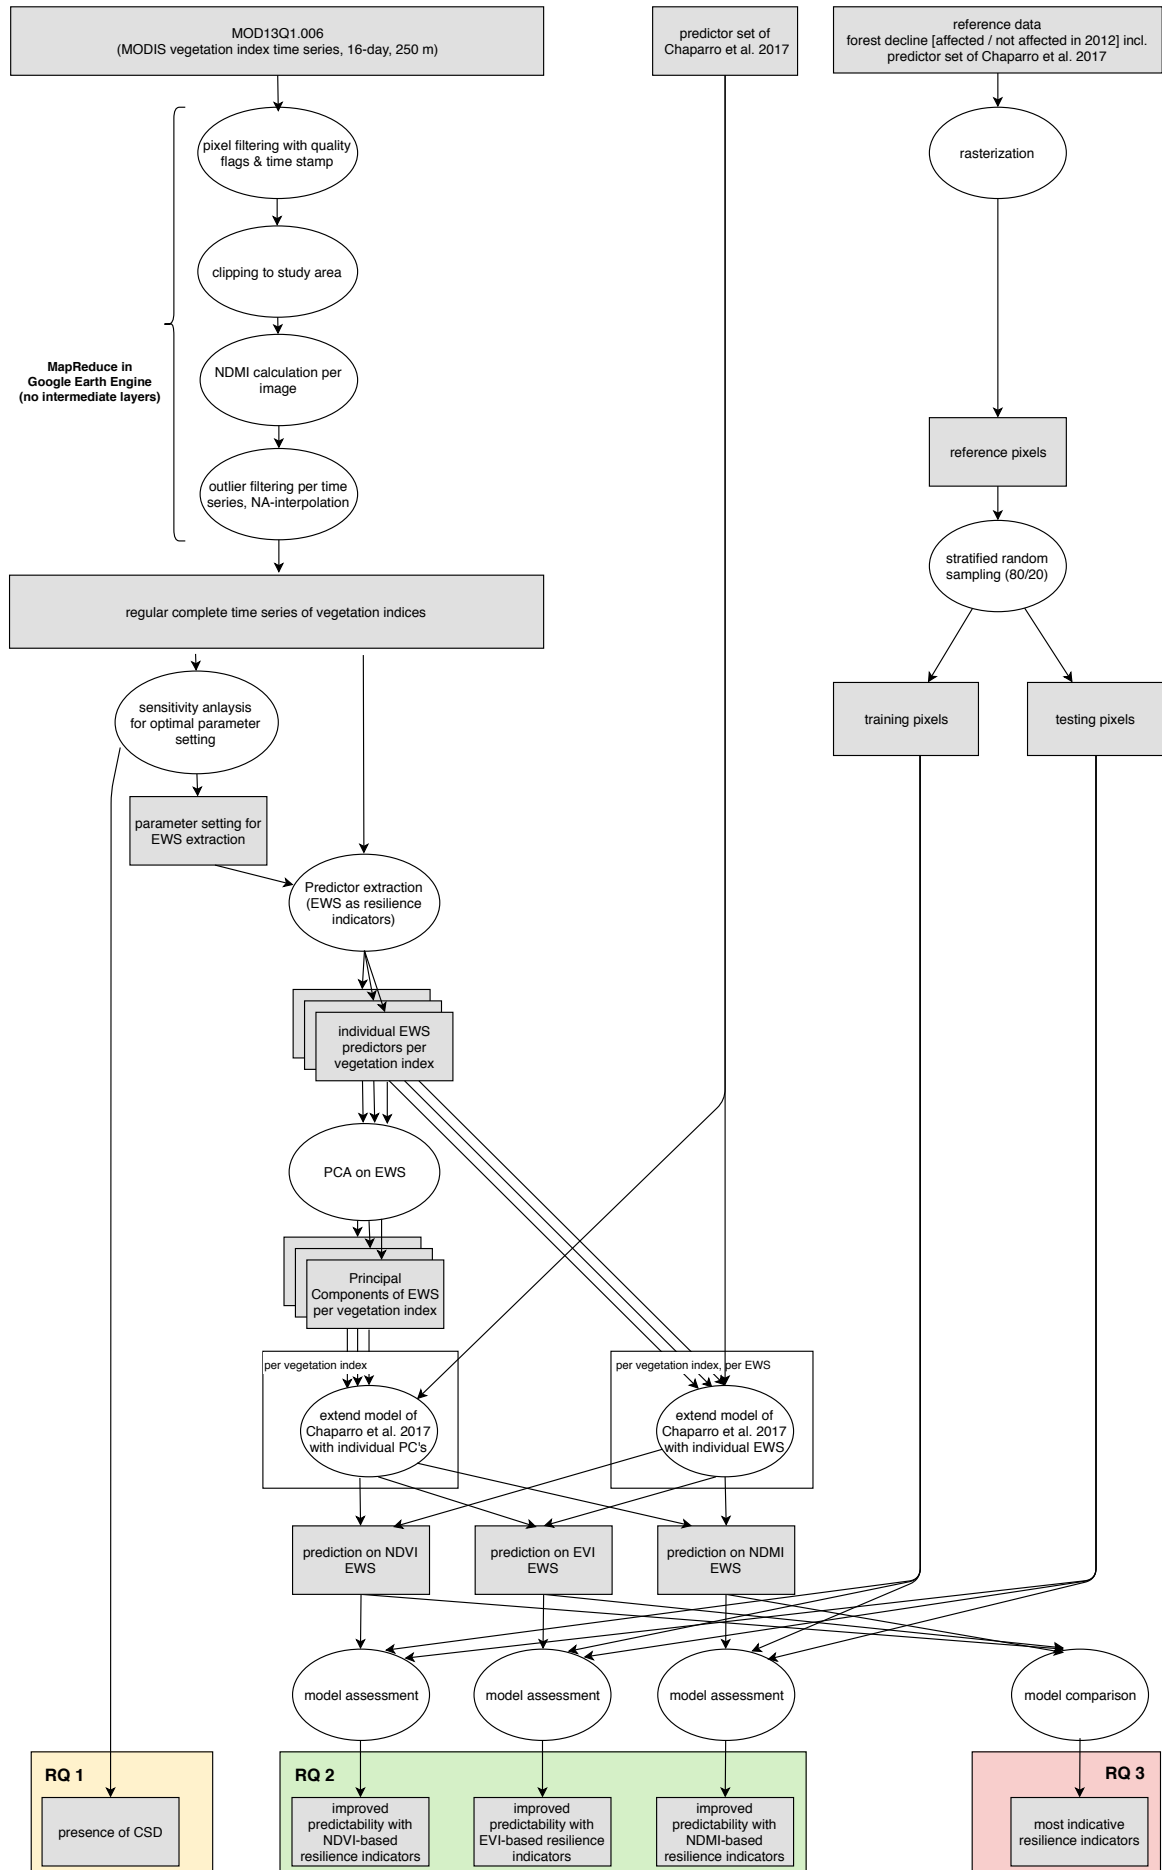 MOD13Q1.006
(MODIS vegetation index time series, 16-day, 250 m)
predictor set of
Chaparro et al. 2017
reference data
forest decline [affected / not affected in 2012] incl.
predictor set of Chaparro et al. 2017
pixel filtering with quality
flags & time stamp
rasterization
clipping to study area
MapReduce in
Google Earth Engine
(no intermediate layers)
NDMI calculation per
image
reference pixels
outlier filtering per time
series, NA-interpolation
stratified random
sampling (80/20)
regular complete time series of vegetation indices
sensitivity anlaysis
for optimal parameter
setting
training pixels
testing pixels
parameter setting for
EWS extraction
Predictor extraction
(EWS as resilience
indicators)
individual EWS
predictors per
vegetation index
PCA on EWS
Principal
Components of EWS
per vegetation index
per vegetation index
per vegetation index, per EWS
extend model of
Chaparro et al. 2017
with individual PC's
extend model of
Chaparro et al. 2017
with individual EWS
prediction on NDVI
EWS
prediction on EVI
EWS
prediction on NDMI
EWS
model assessment
model assessment
model assessment
model comparison
RQ 1
presence of CSD
RQ 2
improved
predictability with
NDVI-based
resilience indicators
improved
predictability with
EVI-based resilience
indicators
improved
predictability with
NDMI-based
resilience indicators
RQ 3
most indicative
resilience indicators